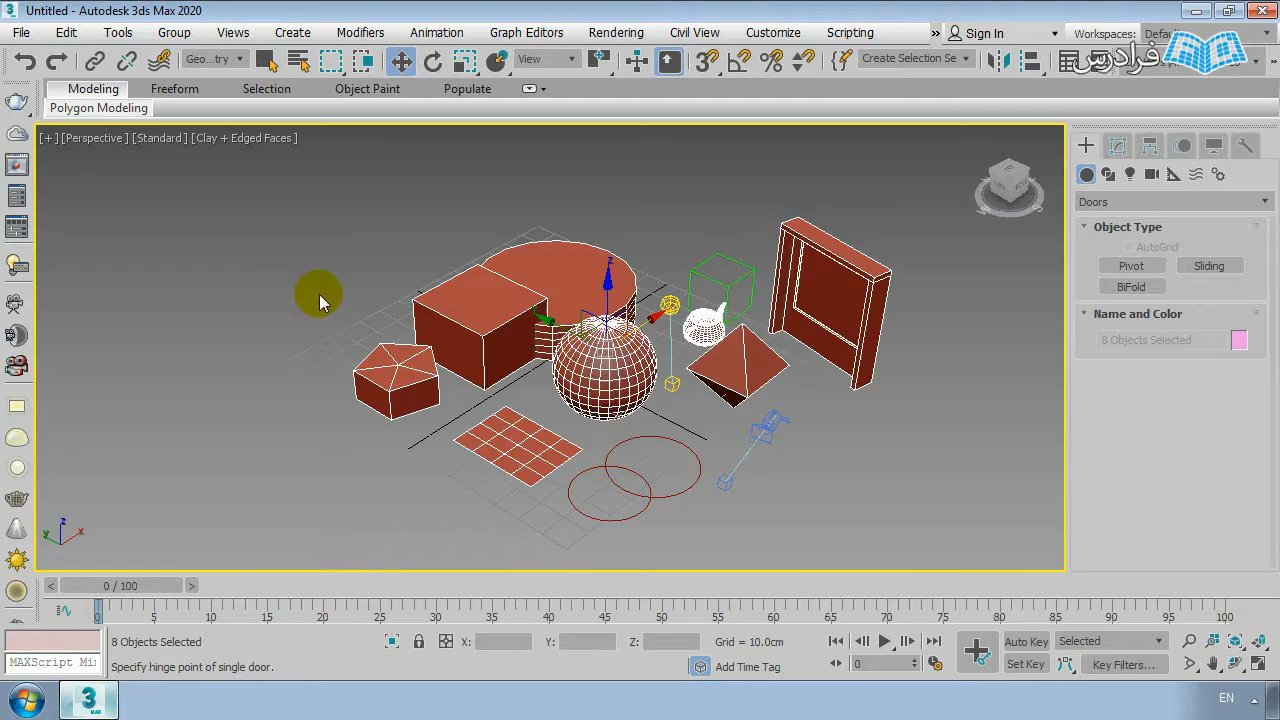 Untitled - Autodesk 3ds Max 2020
File Edit Tools Group Views Create Modifiers Animation Graph Editors Rendering Civil View Customize Scripting » Sign In Workspaces:
Geo...try View Create Selection Se فرادرس
Modeling Freeform Selection Object Paint Populate
Polygon Modeling
[+] [Perspective] [Standard] [Clay + Edged Faces]
Doors
Object Type
AutoGrid
Pivot Sliding
BiFold
Name and Color
8 Objects Selected
z
z
y x
< 0 / 100 >
0 5 10 15 20 25 30 35 40 45 50 55 60 65 70 75 80 85 90 95 100
8 Objects Selected X: Y: Z: Grid = 10.0cm Auto Key Selected
MAXScript Mi Specify hinge point of single door. Add Time Tag 0 Set Key Key Filters...
3 MAX EN